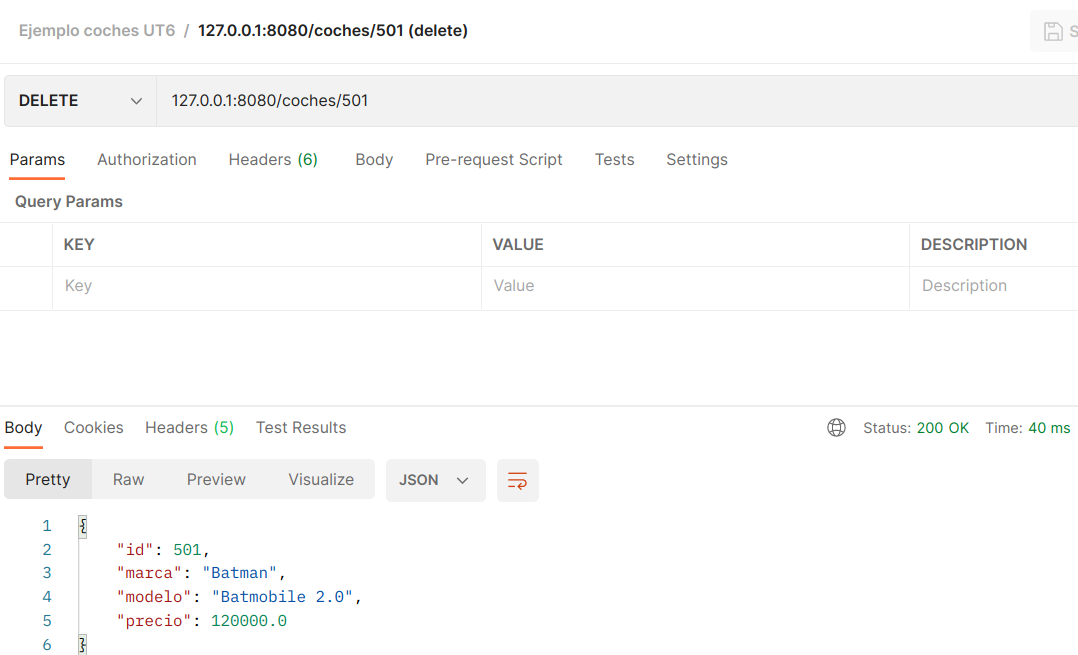 Ejemplo coches UT6 / 127.0.0.1:8080/coches/501 (delete)
S
DELETE 127.0.0.1:8080/coches/501
Params Authorization Headers (6) Body Pre-request Script Tests Settings
Query Params
KEY VALUE DESCRIPTION
Key Value Description
Body Cookies Headers (5) Test Results Status: 200 OK Time: 40 ms
Pretty Raw Preview Visualize JSON
1 {
2 "id": 501,
3 "marca": "Batman",
4 "modelo": "Batmobile 2.0",
5 "precio": 120000.0
6 }